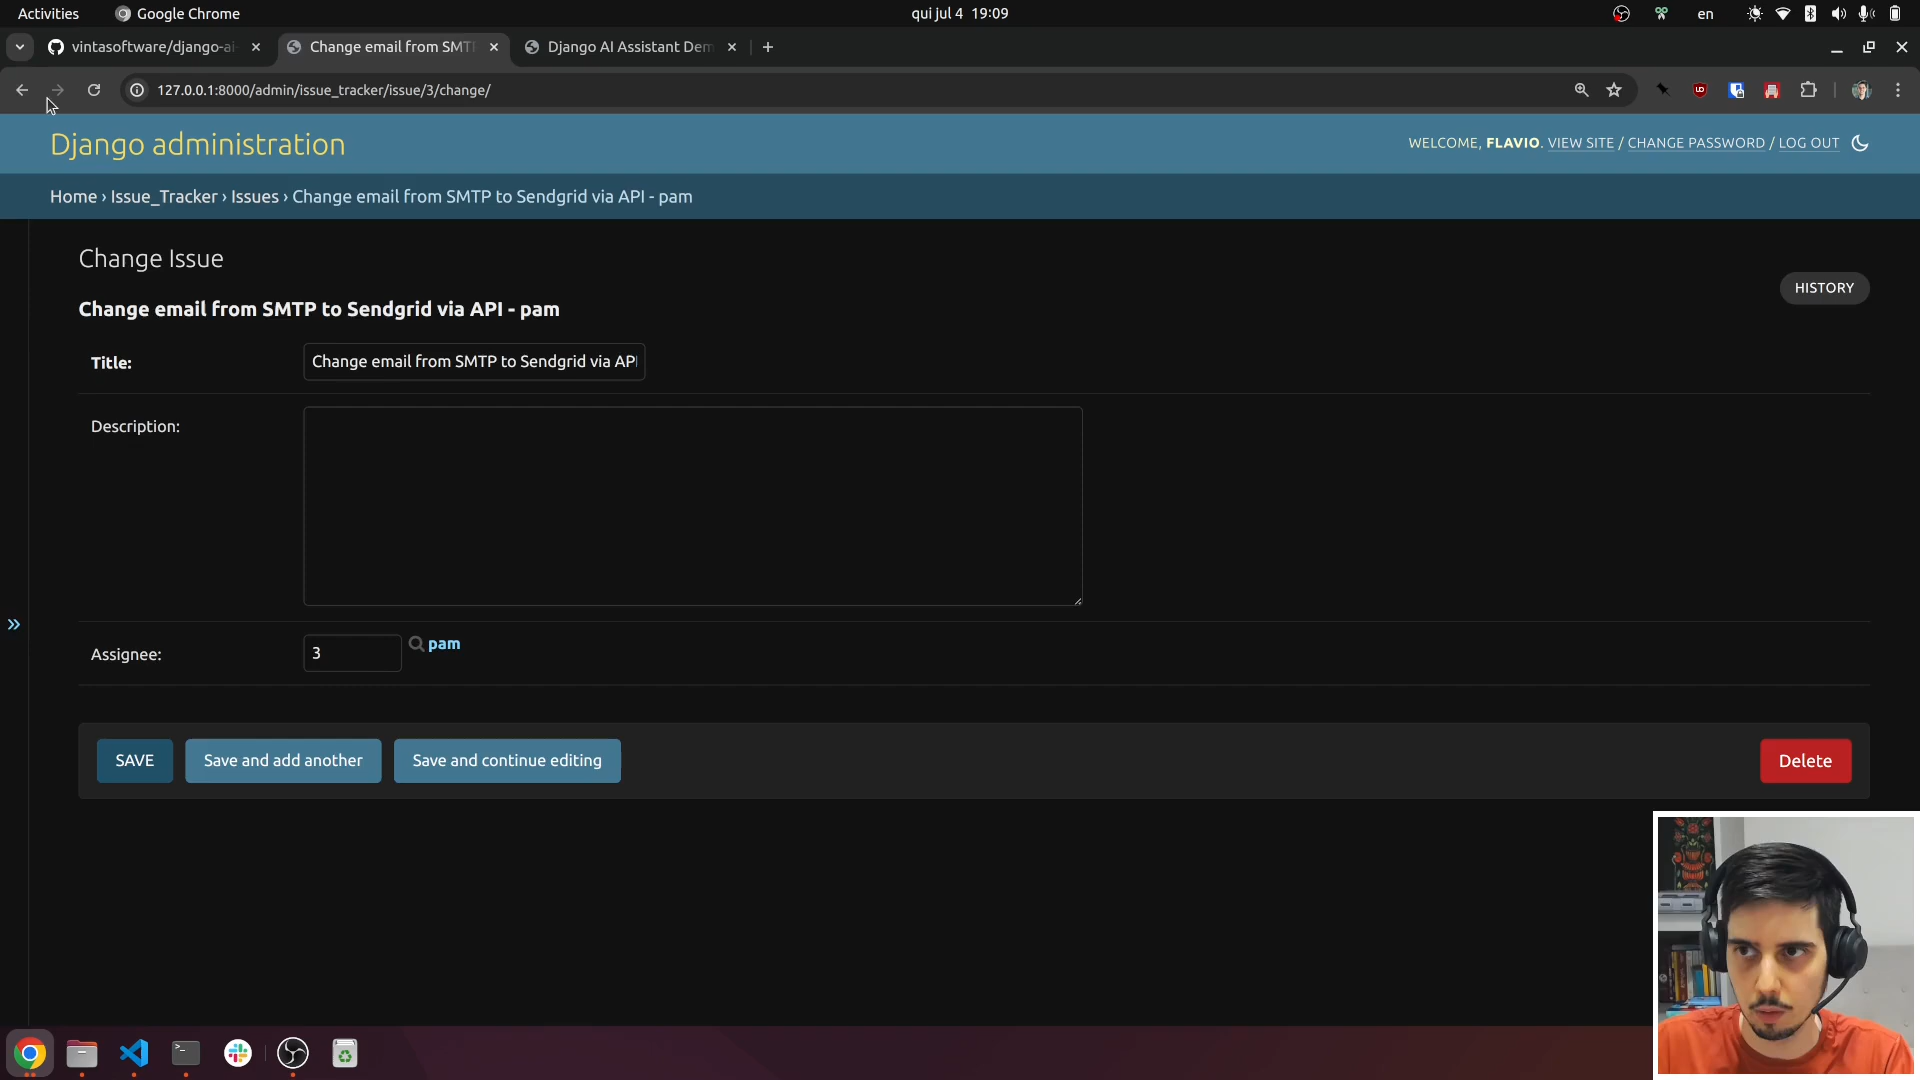 Activities
Google Chrome
qui jul 4 19:09
en
vintasoftware/django-ai
Change email from SMT
Django AI Assistant Dem
127.0.0.1:8000/admin/issue_tracker/issue/3/change/
Django administration
WELCOME, FLAVIO. VIEW SITE / CHANGE PASSWORD / LOG OUT
Home › Issue_Tracker › Issues › Change email from SMTP to Sendgrid via API - pam
Change Issue
HISTORY
Change email from SMTP to Sendgrid via API - pam
Title:
Change email from SMTP to Sendgrid via API
Description:
Assignee:
3
pam
SAVE
Save and add another
Save and continue editing
Delete